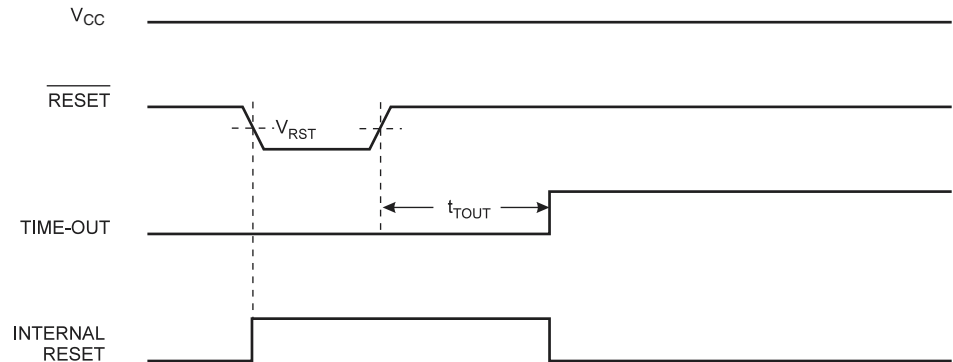 VCC
RESET
VRST
tTOUT
TIME-OUT
INTERNAL
RESET